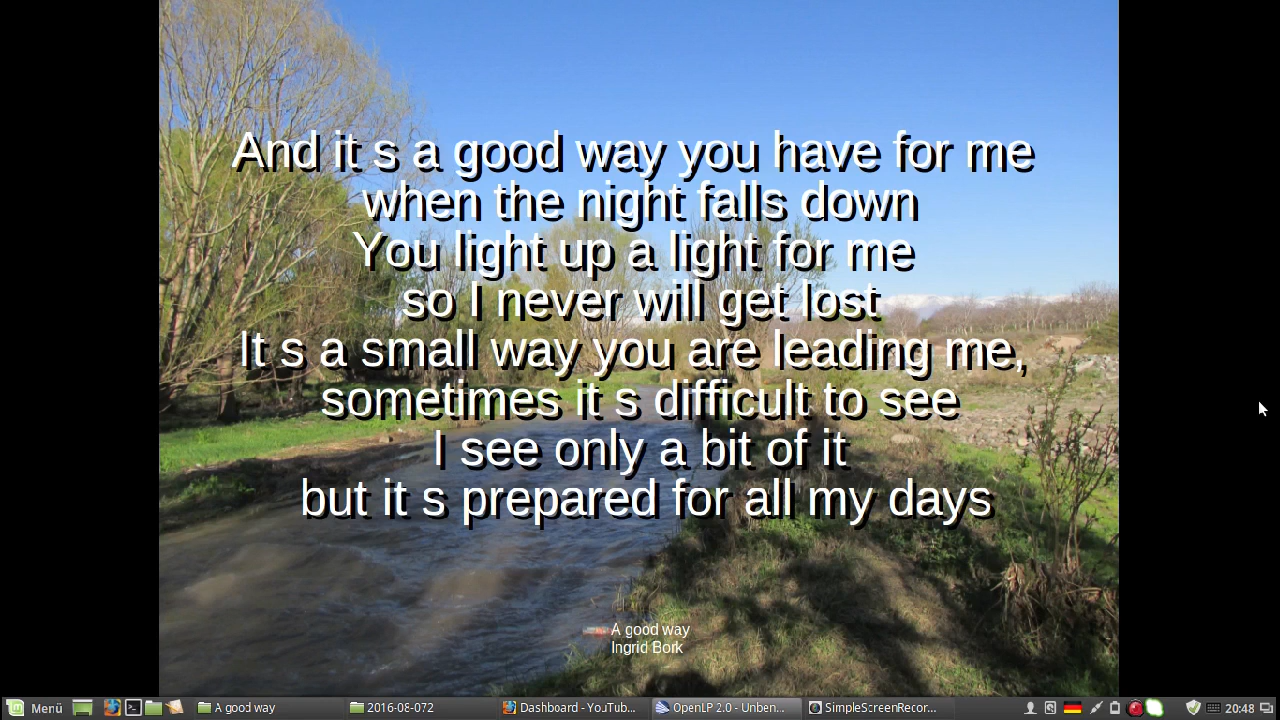 And it s a good way you have for me
when the night falls down
You light up a light for me
so I never will get lost
It s a small way you are leading me,
sometimes it s difficult to see
I see only a bit of it
but it s prepared for all my days
A good way
Ingrid Bork
Menü A good way 2016-08-072 Dashboard - YouTub... OpenLP 2.0 - Unben... SimpleScreenRecor... 20:48